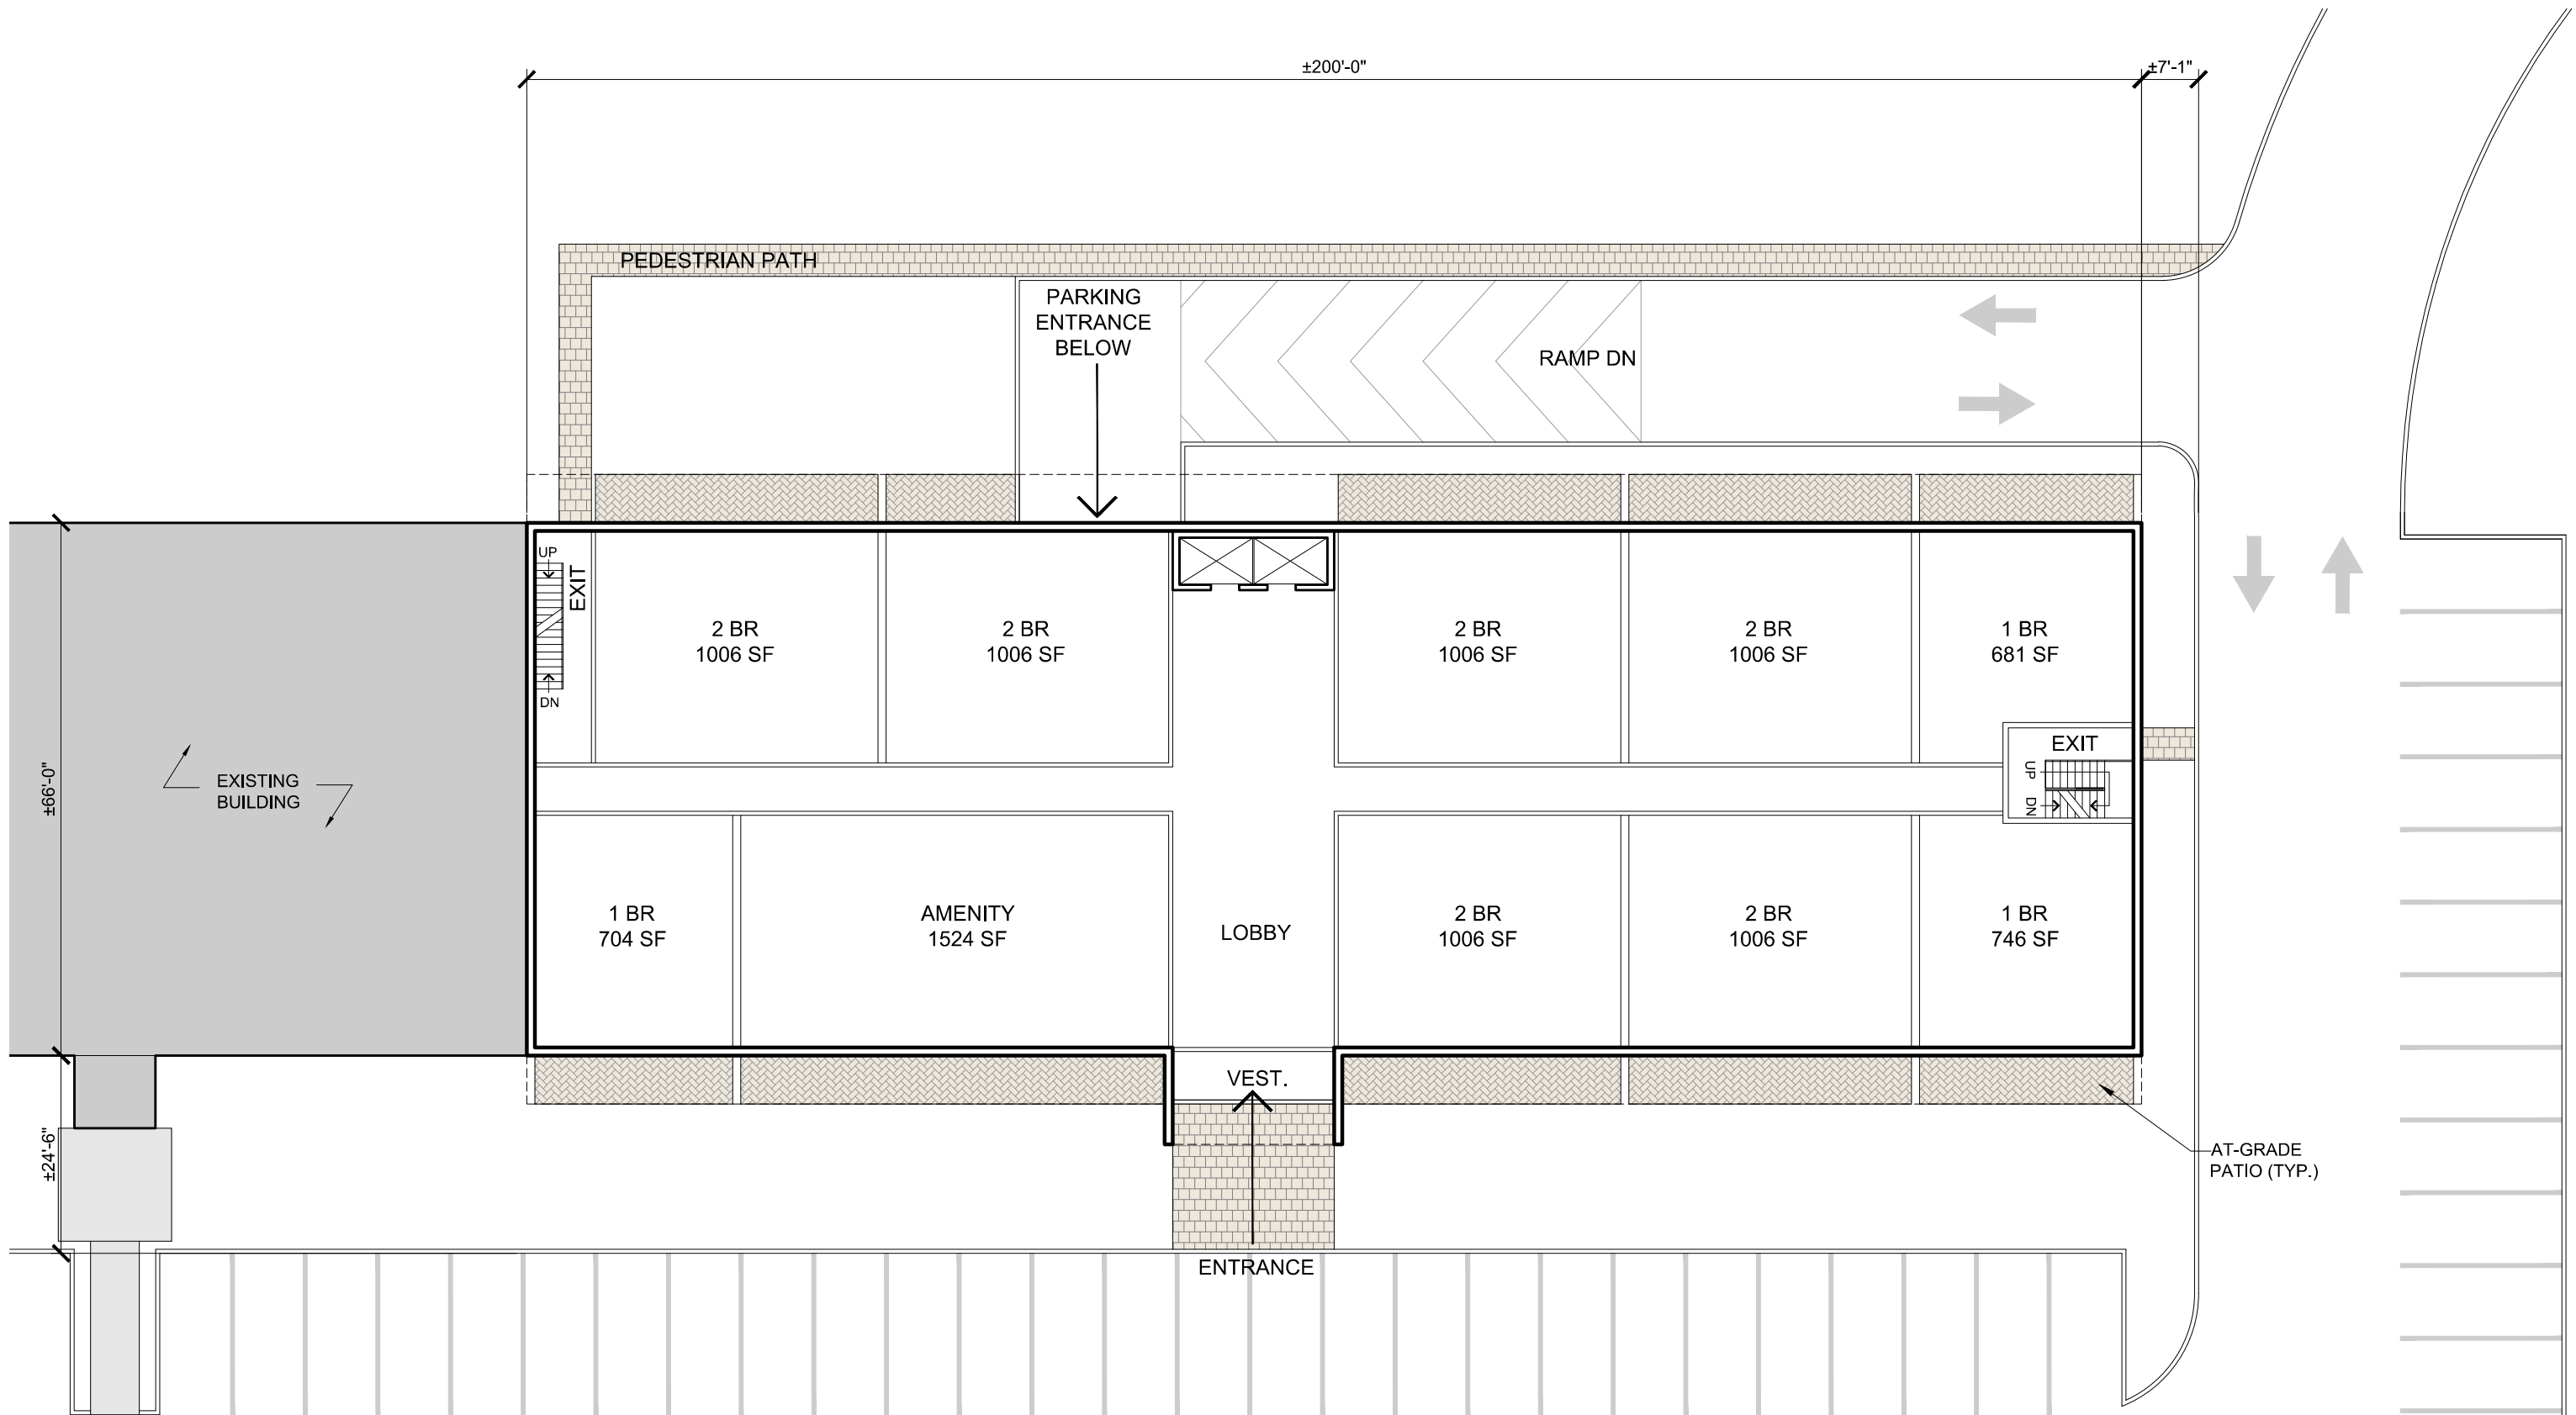 ±200'-0"
±7'-1"
PEDESTRIAN PATH
PARKING
ENTRANCE
BELOW
RAMP DN
UP
EXIT
DN
2 BR
1006 SF
2 BR
1006 SF
2 BR
1006 SF
2 BR
1006 SF
1 BR
681 SF
EXIT
UP
DN
±66'-0"
EXISTING
BUILDING
1 BR
704 SF
AMENITY
1524 SF
LOBBY
2 BR
1006 SF
2 BR
1006 SF
1 BR
746 SF
VEST.
±24'-6"
AT-GRADE
PATIO (TYP.)
ENTRANCE